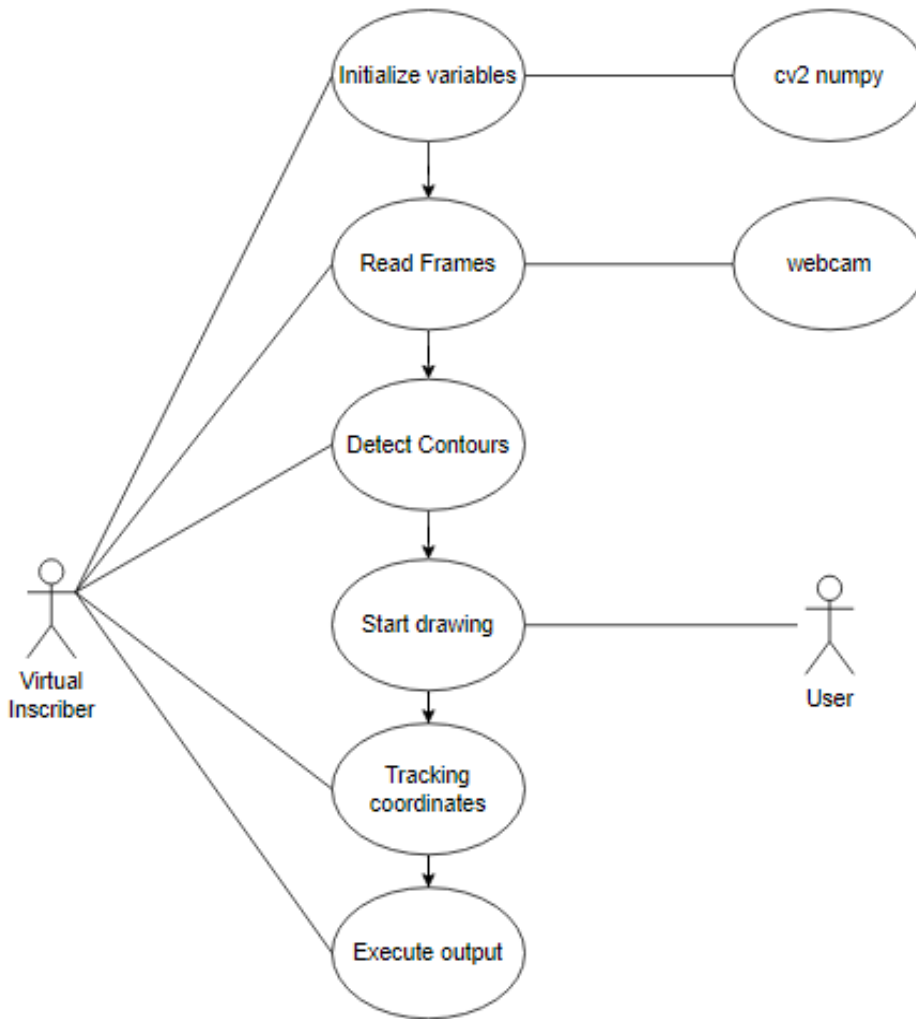 Initialize variables
cv2 numpy
Read Frames
webcam
Detect Contours
Start drawing
Virtual
Inscriber
User
Tracking
coordinates
Execute output